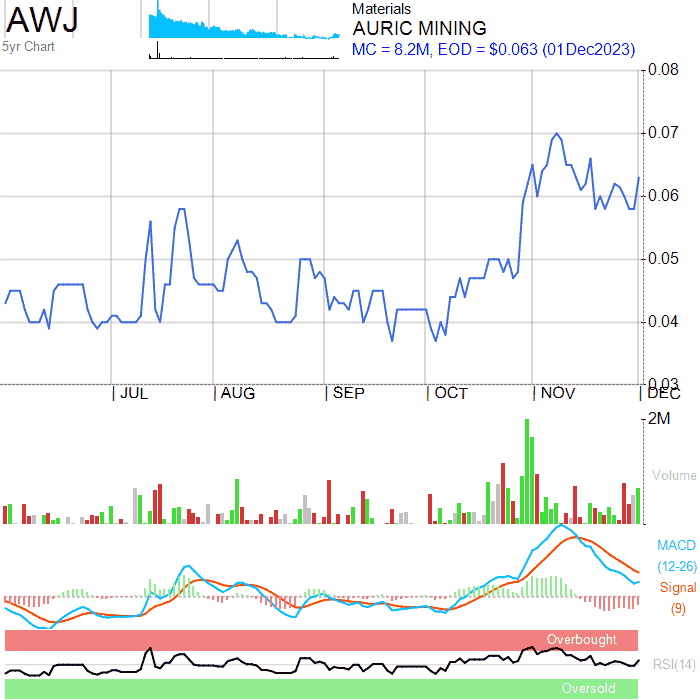 AWJ
5yr Chart
Materials
AURIC MINING
MC = 8.2M, EOD = $0.063 (01Dec2023)
0.08
0.07
0.06
0.05
0.04
0.03
JUL
AUG
SEP
OCT
NOV
DEC
2M
Volume
MACD
(12-26)
Signal
(9)
Overbought
RSI(14)
Oversold